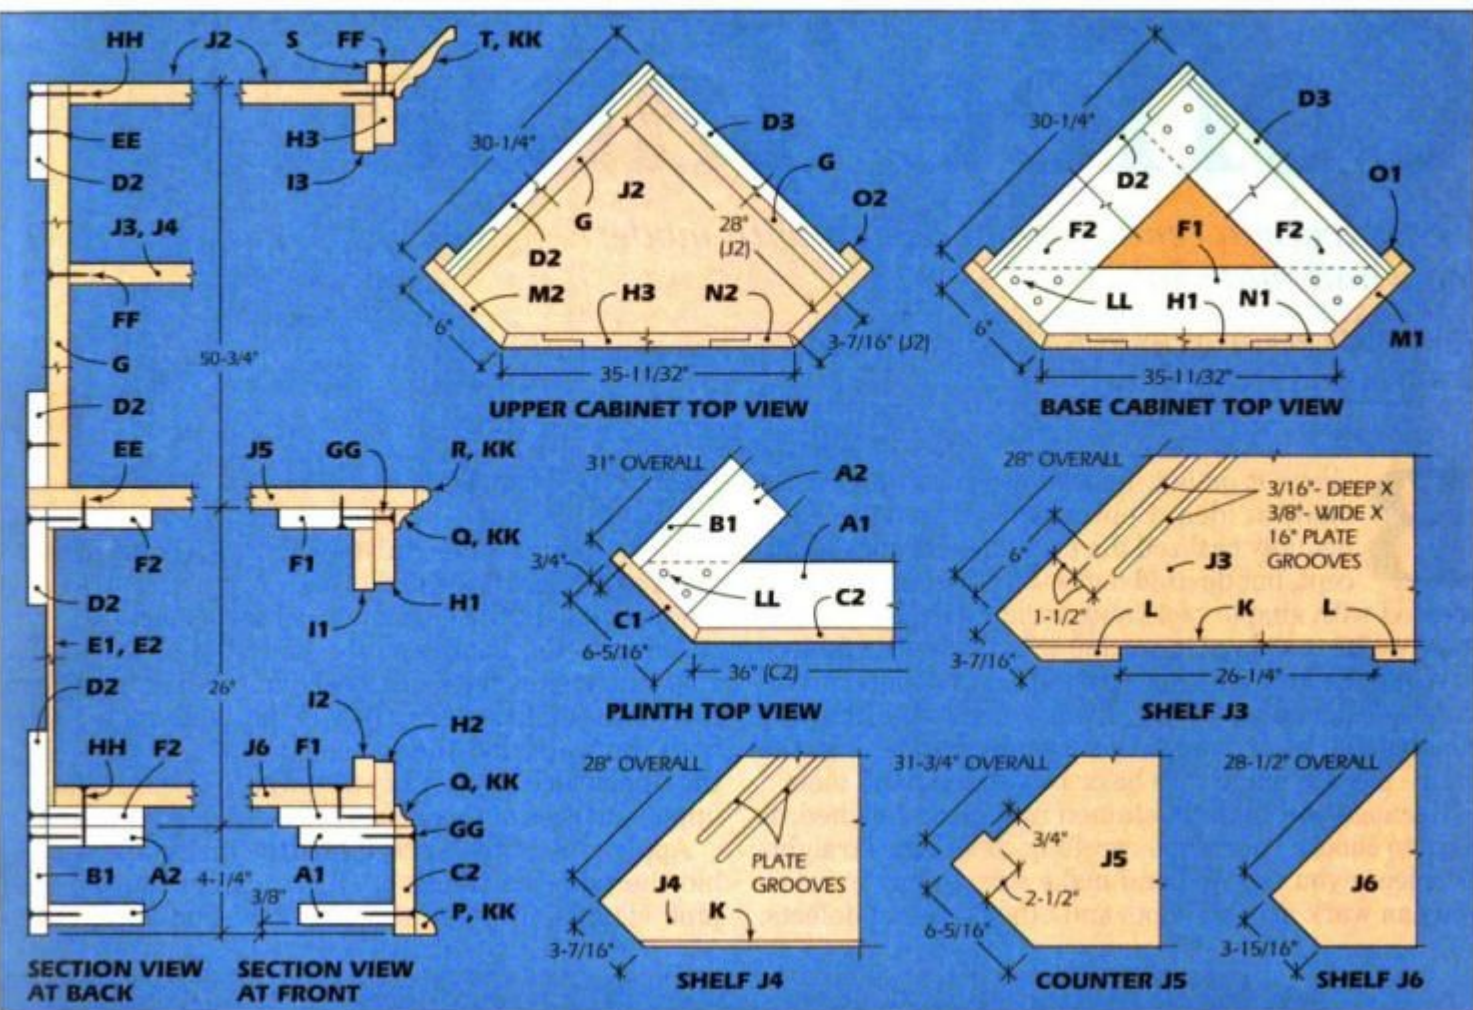 HH
J2
S
FF
T, KK
EE
H3
D2
I3
J3, J4
FF
G
50-3/4"
D2
EE
J5
GG
R, KK
Q, KK
F2
F1
D2
H1
I1
E1, E2
D2
26"
I2
H2
HH
F2
J6
F1
Q, KK
GG
B1
A2
4-1/4"
A1
C2
3/8"
P, KK
SECTION VIEW
AT BACK
SECTION VIEW
AT FRONT
30-1/4"
D3
G
J2
G
O2
28"
(J2)
D2
M2
H3
N2
6"
3-7/16" (J2)
35-11/32"
UPPER CABINET TOP VIEW
30-1/4"
D3
D2
O1
F2
F1
F2
LL
H1
N1
6"
M1
35-11/32"
BASE CABINET TOP VIEW
31" OVERALL
A2
B1
A1
3/4"
LL
C2
C1
6-5/16"
36" (C2)
PLINTH TOP VIEW
28" OVERALL
3/16"- DEEP X
3/8"- WIDE X
16" PLATE
GROOVES
6"
J3
1-1/2"
L
K
L
3-7/16"
26-1/4"
SHELF J3
28" OVERALL
PLATE
GROOVES
J4
L
K
3-7/16"
SHELF J4
31-3/4" OVERALL
3/4"
J5
2-1/2"
6-5/16"
COUNTER J5
28-1/2" OVERALL
J6
3-15/16"
SHELF J6